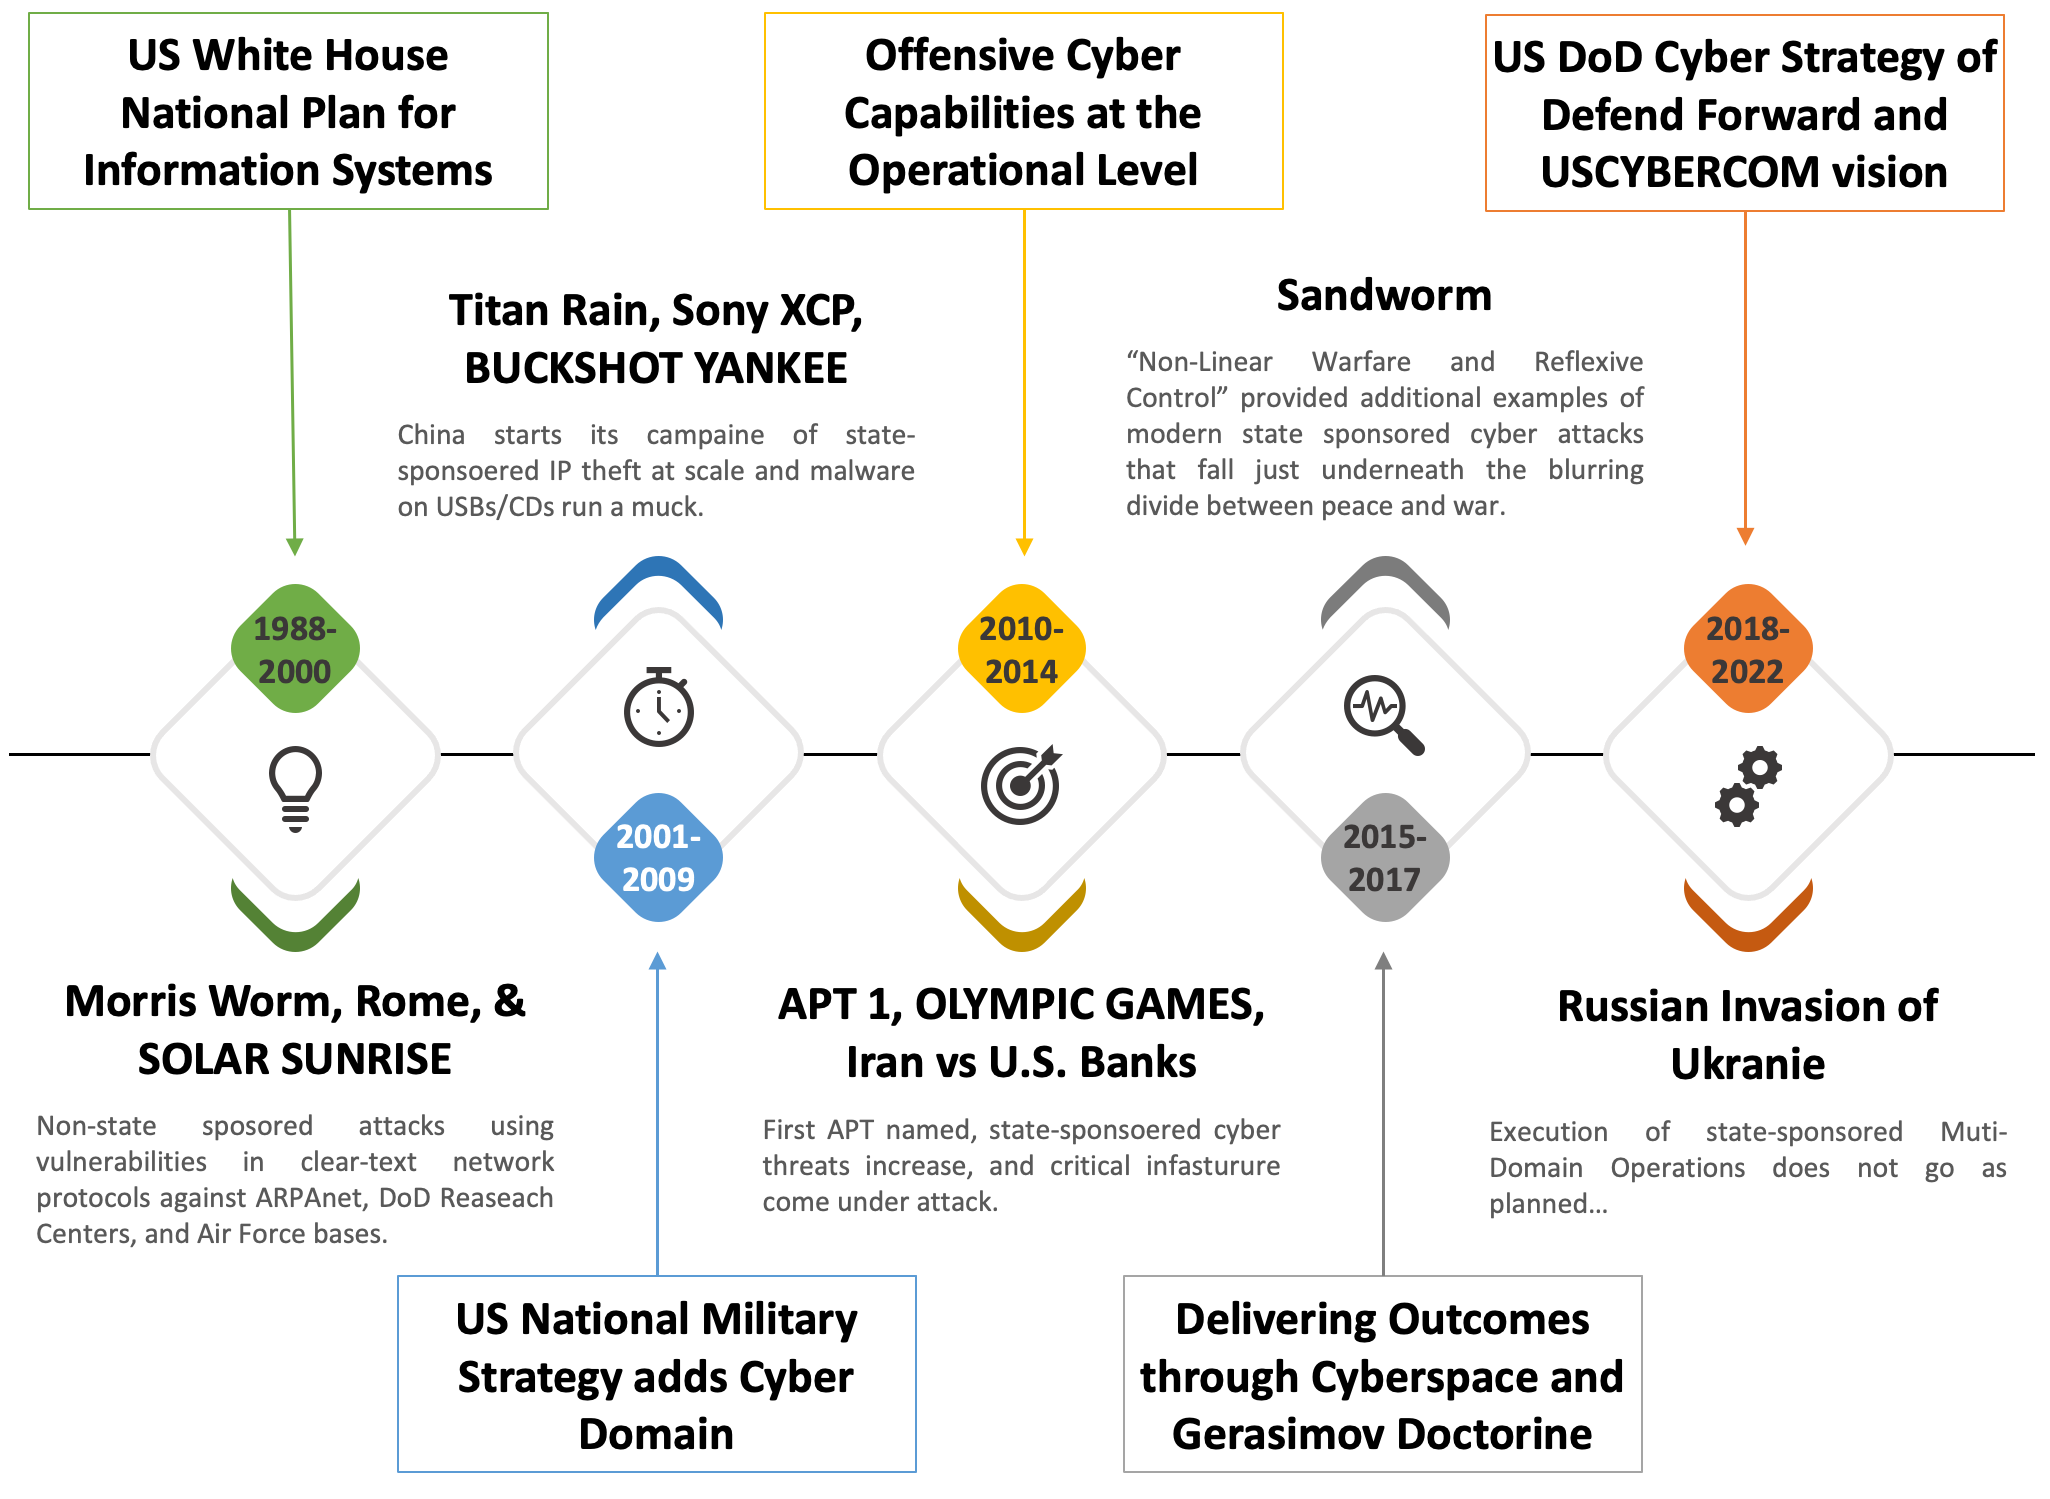 US White House
National Plan for
Information Systems
Offensive Cyber
Capabilities at the
Operational Level
US DoD Cyber Strategy of
Defend Forward and
USCYBERCOM vision
Titan Rain, Sony XCP,
BUCKSHOT YANKEE
China starts its campaine of state-
sponsoered IP theft at scale and malware
on USBs/CDs run a muck.
Sandworm
“Non-Linear Warfare and Reflexive
Control” provided additional examples of
modern state sponsored cyber attacks
that fall just underneath the blurring
divide between peace and war.
1988-
2000
2001-
2009
2010-
2014
2015-
2017
2018-
2022
Morris Worm, Rome, &
SOLAR SUNRISE
Non-state sposored attacks using
vulnerabilities in clear-text network
protocols against ARPAnet, DoD Reaseach
Centers, and Air Force bases.
APT 1, OLYMPIC GAMES,
Iran vs U.S. Banks
First APT named, state-sponsoered cyber
threats increase, and critical infasturure
come under attack.
Russian Invasion of
Ukranie
Execution of state-sponsored Muti-
Domain Operations does not go as
planned...
US National Military
Strategy adds Cyber
Domain
Delivering Outcomes
through Cyberspace and
Gerasimov Doctorine